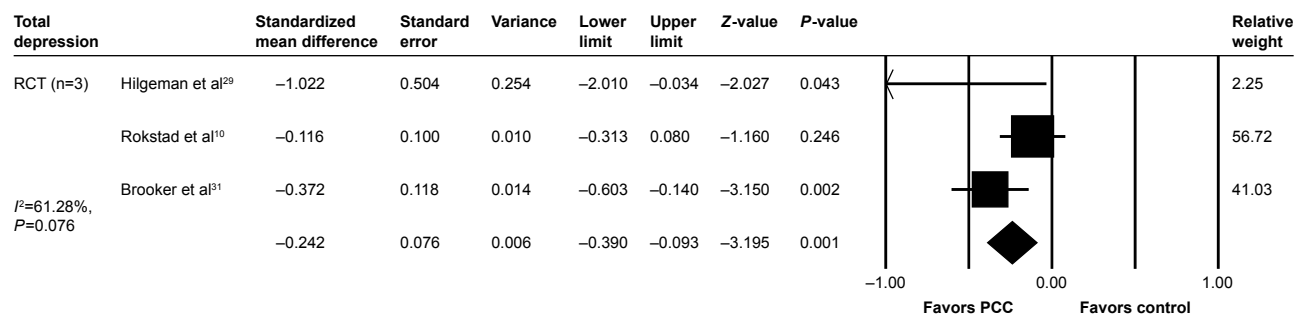 Total depression Standardized mean difference Standard error Variance Lower limit Upper limit Z-value P-value Relative weight
RCT (n=3) Hilgeman et al29 –1.022 0.504 0.254 –2.010 –0.034 –2.027 0.043 2.25
Rokstad et al10 –0.116 0.100 0.010 –0.313 0.080 –1.160 0.246 56.72
Brooker et al31 –0.372 0.118 0.014 –0.603 –0.140 –3.150 0.002 41.03
I2=61.28%,
P=0.076
–0.242 0.076 0.006 –0.390 –0.093 –3.195 0.001
–1.00 0.00 1.00
Favors PCC Favors control